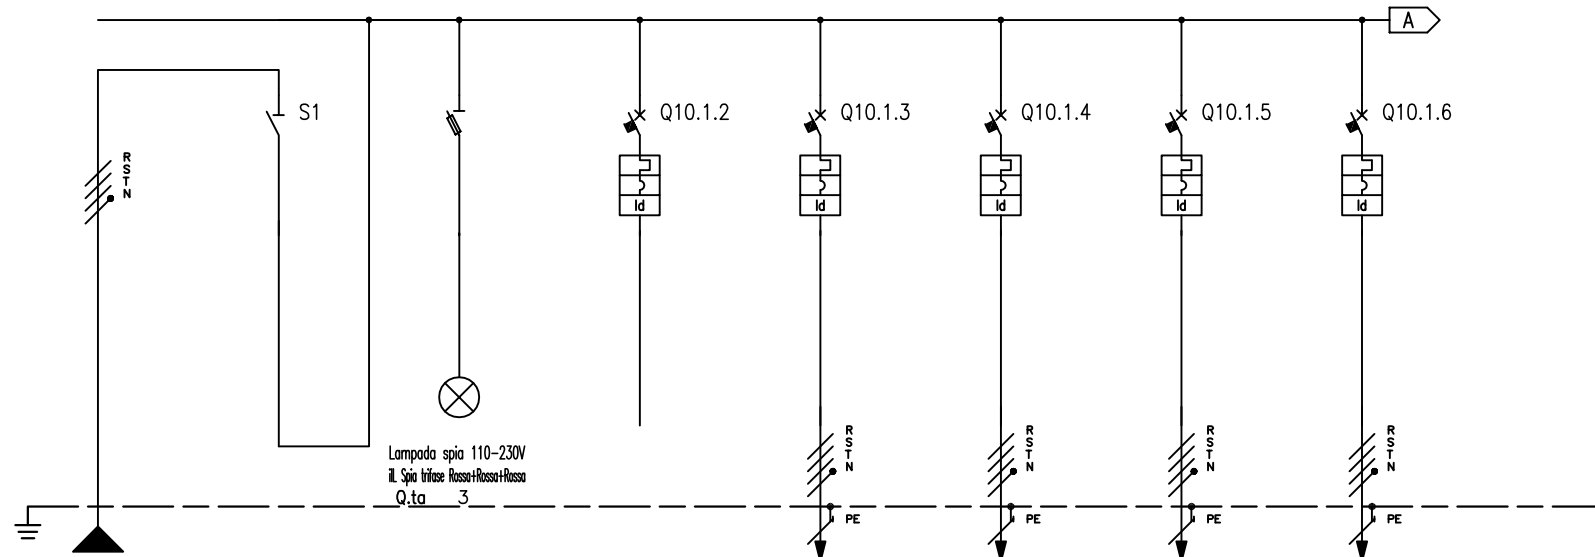 A
S1
Q10.1.2
Q10.1.3
Q10.1.4
Q10.1.5
Q10.1.6
R
S
T
N
Id
Id
Id
Id
Id
Lampada spia 110-230V
ill. Spia trifase Rossa+Rossa+Rossa
Q.ta 3
R
S
T
N
R
S
T
N
R
S
T
N
R
S
T
N
PE
PE
PE
PE